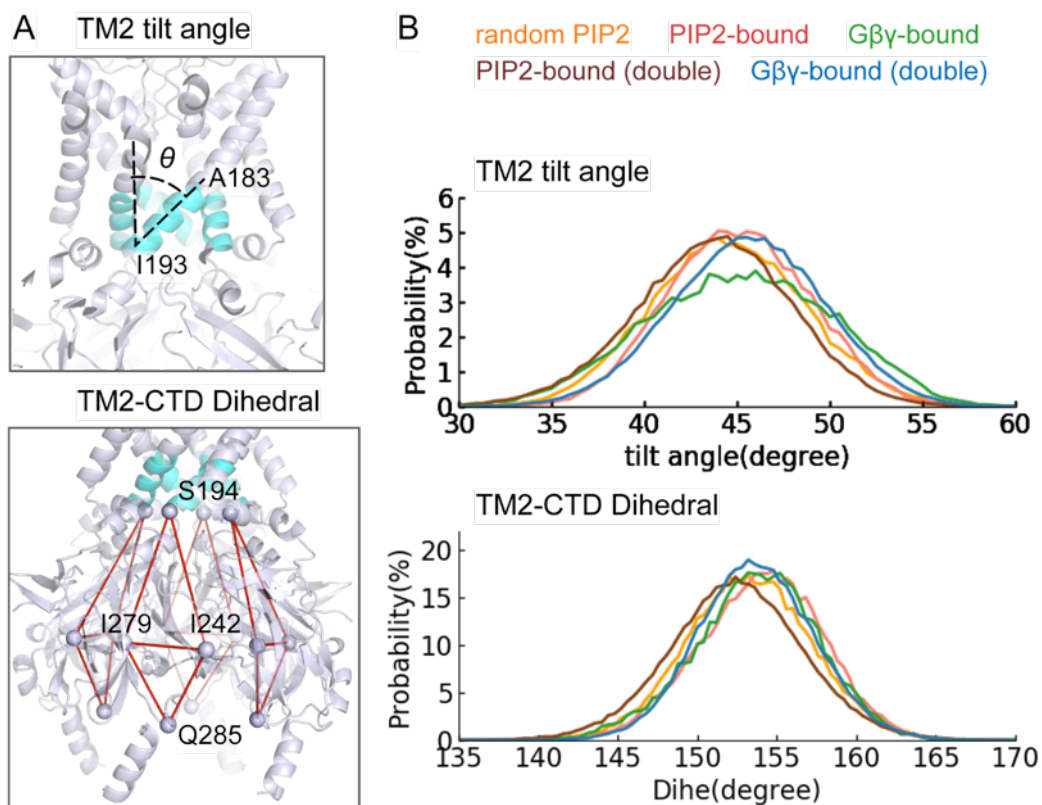 A
TM2 tilt angle
θ
A183
I193
TM2-CTD Dihedral
S194
I279
I242
Q285
B
random PIP2 PIP2-bound Gβγ-bound
PIP2-bound (double) Gβγ-bound (double)
TM2 tilt angle
Probability(%)
6
5
4
3
2
1
0
30 35 40 45 50 55 60
tilt angle(degree)
TM2-CTD Dihedral
Probability(%)
20
15
10
5
0
135 140 145 150 155 160 165 170
Dihe(degree)